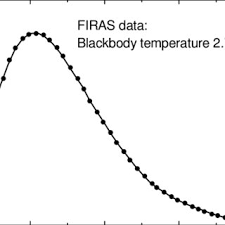 FIRAS data:
Blackbody temperature 2.